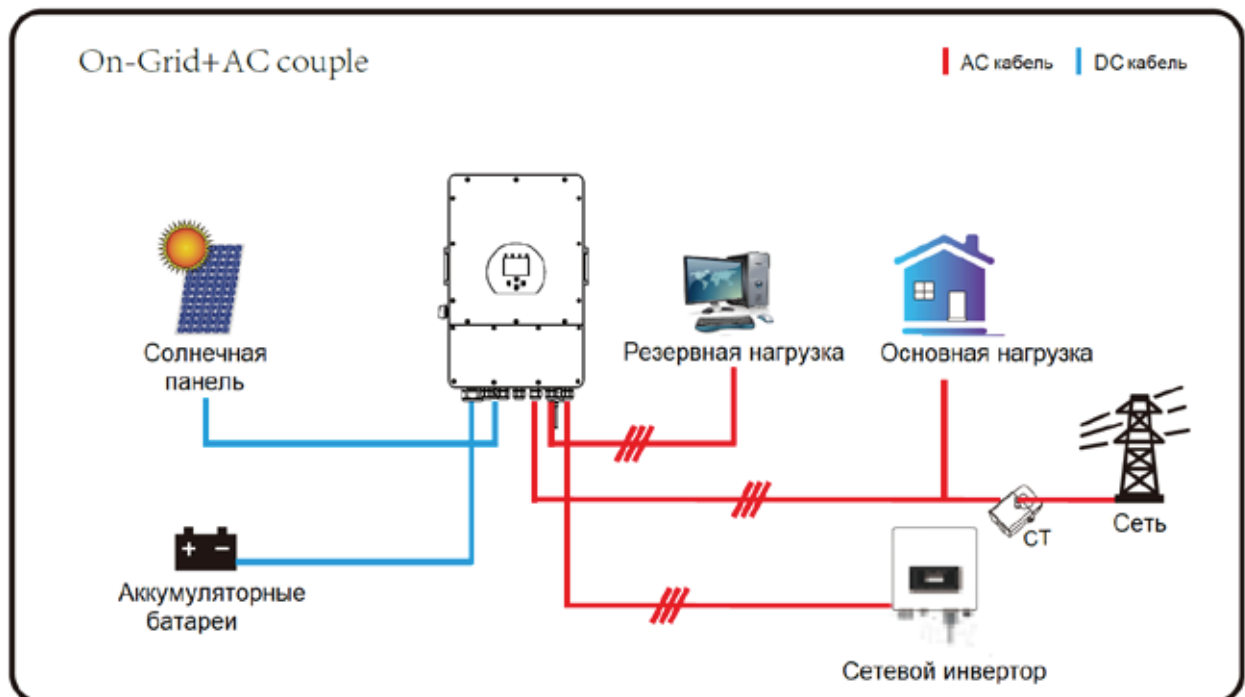 On-Grid+AC couple
AC кабель
DC кабель
Солнечная
панель
Резервная нагрузка
Основная нагрузка
CT
Сеть
Аккумуляторные
батареи
Сетевой инвертор